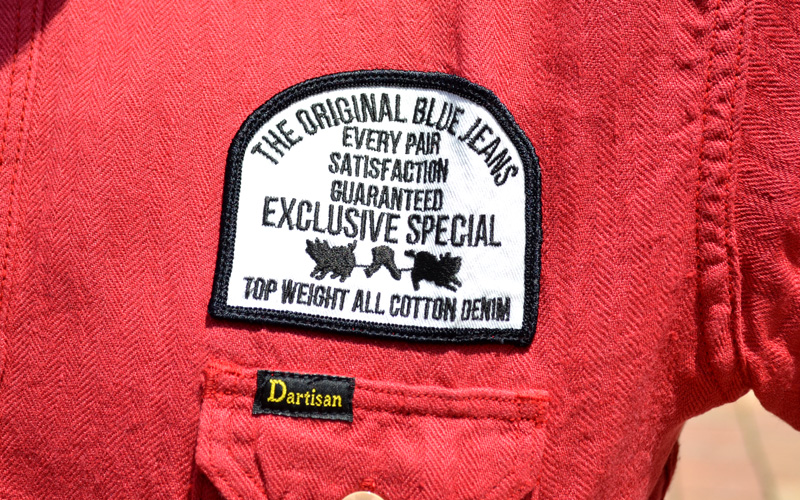 THE ORIGINAL BLUE JEANS
EVERY PAIR
SATISFACTION
GUARANTEED
EXCLUSIVE SPECIAL
TOP WEIGHT ALL COTTON DENIM
Dartisan